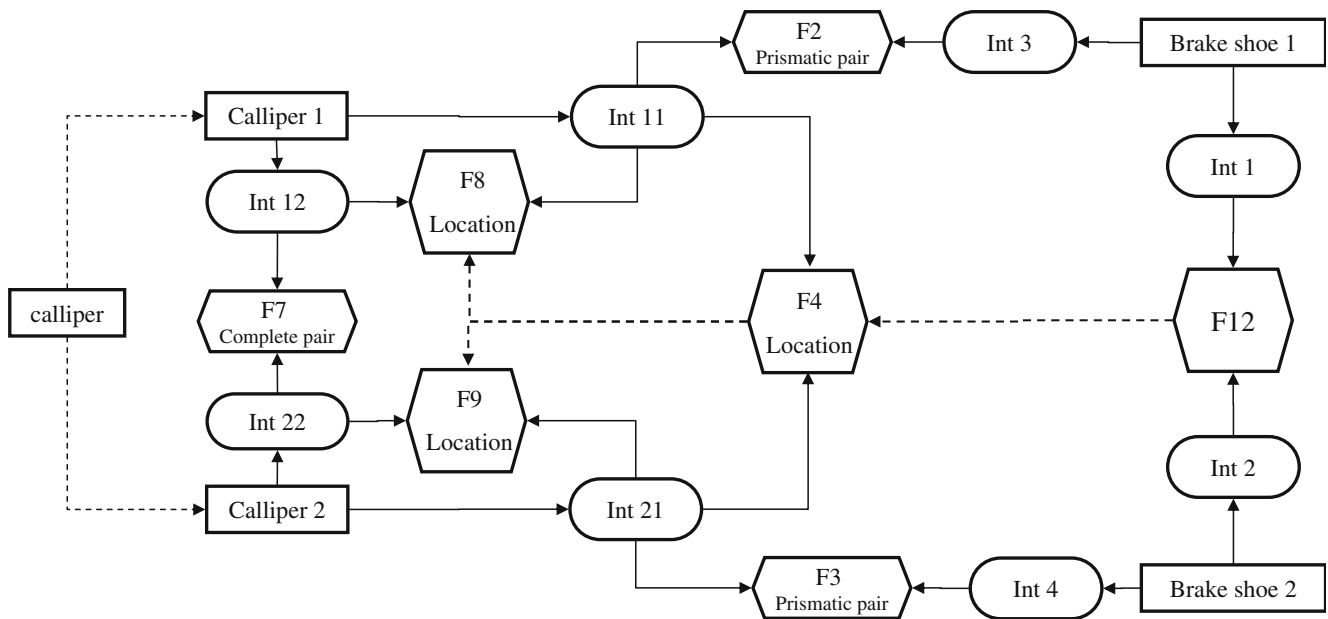 F2
Prismatic pair
Int 3
Brake shoe 1
Calliper 1
Int 11
Int 1
F8
Location
Int 12
F7
Complete pair
calliper
F4
Location
F12
F9
Location
Int 22
Int 2
Calliper 2
Int 21
F3
Prismatic pair
Int 4
Brake shoe 2